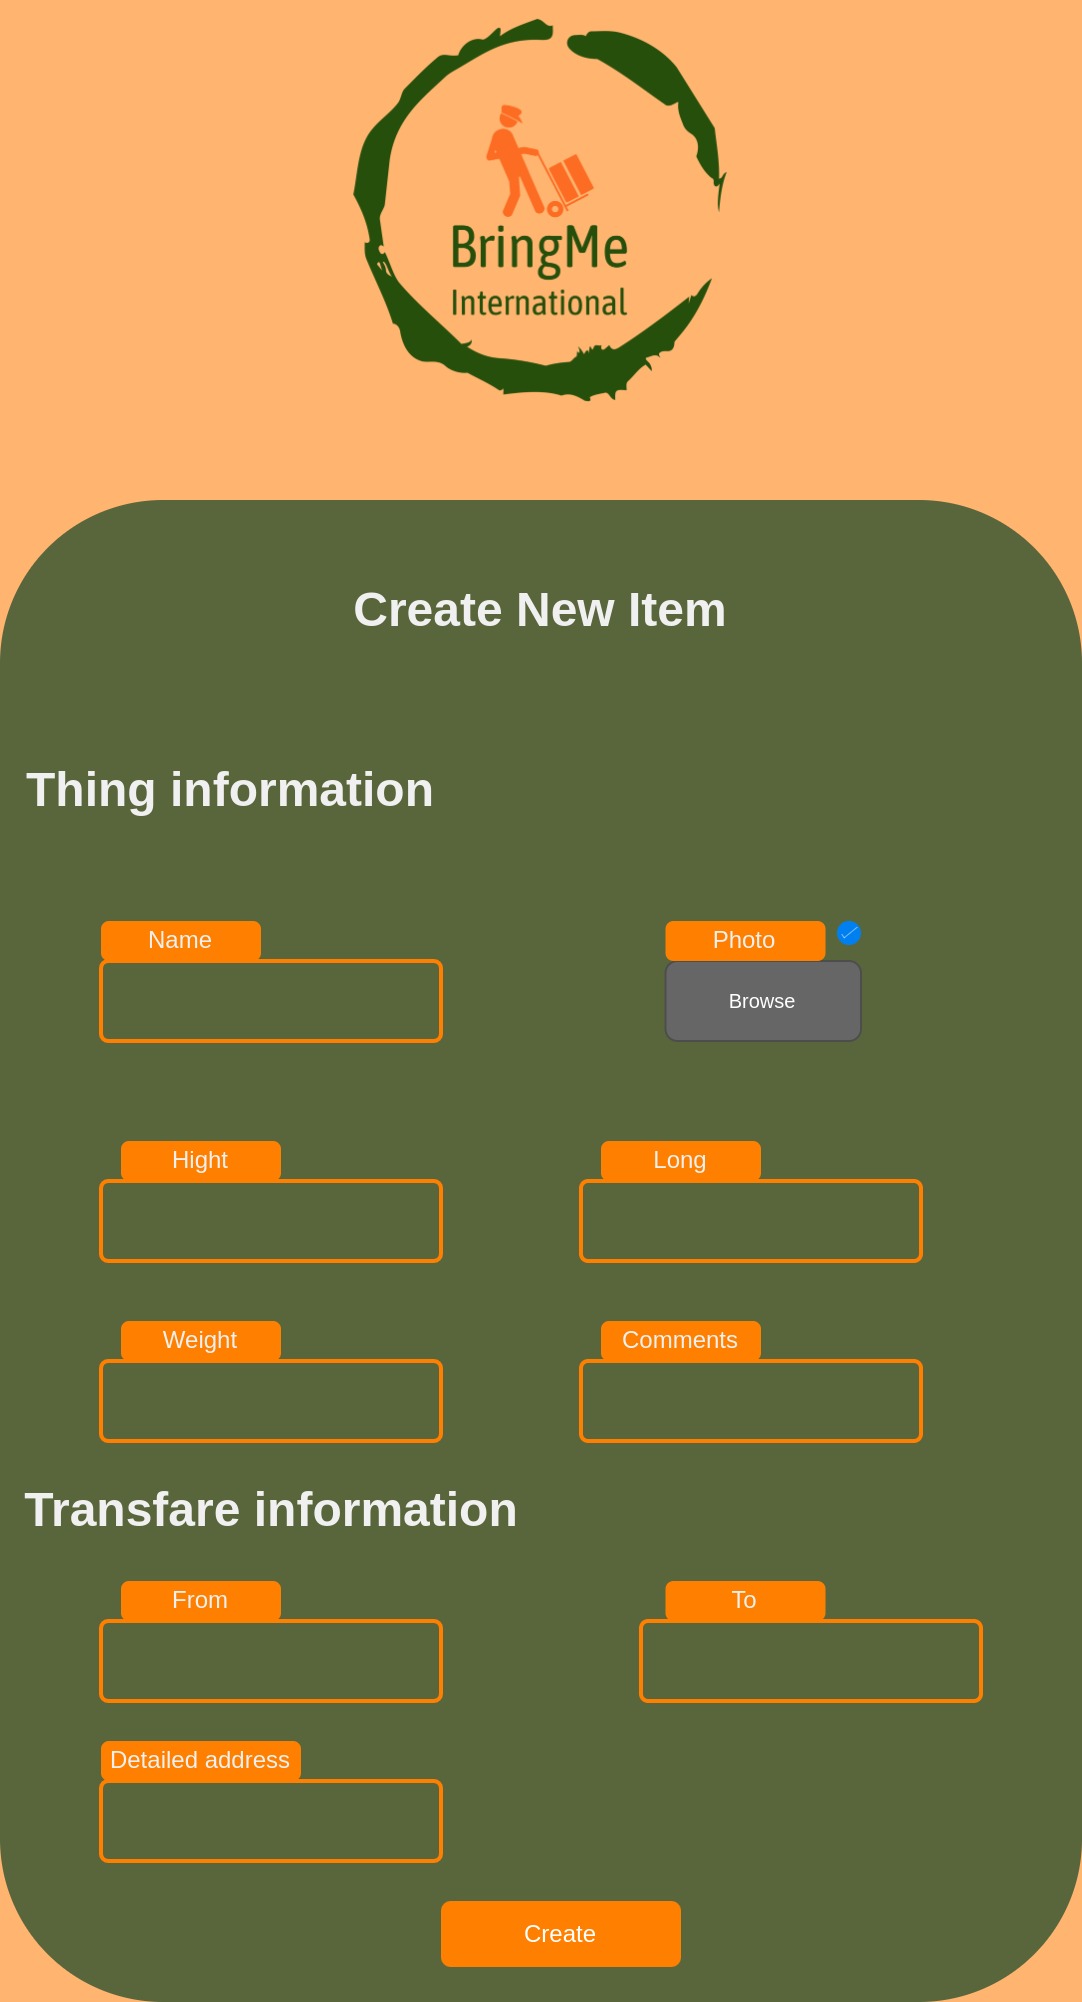 BringMe
International
Create New Item
Thing information
Name
Photo
Browse
Hight
Long
Weight
Comments
Transfare information
From
To
Detailed address
Create